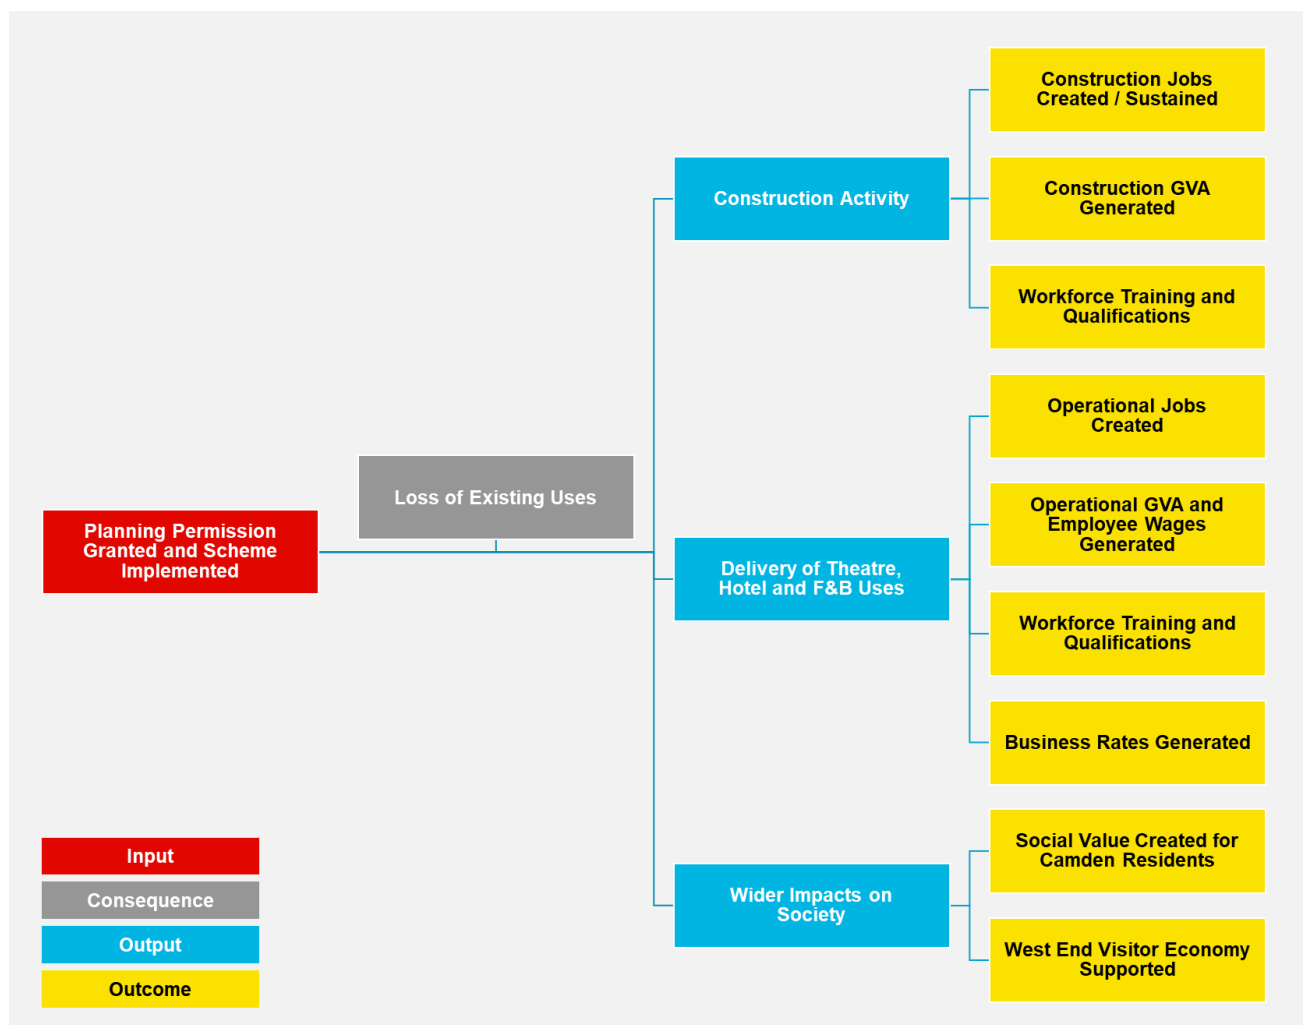 Planning Permission
Granted and Scheme
Implemented
Loss of Existing Uses
Construction Activity
Construction Jobs
Created / Sustained
Construction GVA
Generated
Workforce Training and
Qualifications
Delivery of Theatre,
Hotel and F&B Uses
Operational Jobs
Created
Operational GVA and
Employee Wages
Generated
Workforce Training and
Qualifications
Business Rates Generated
Wider Impacts on
Society
Social Value Created for
Camden Residents
West End Visitor Economy
Supported
Input
Consequence
Output
Outcome